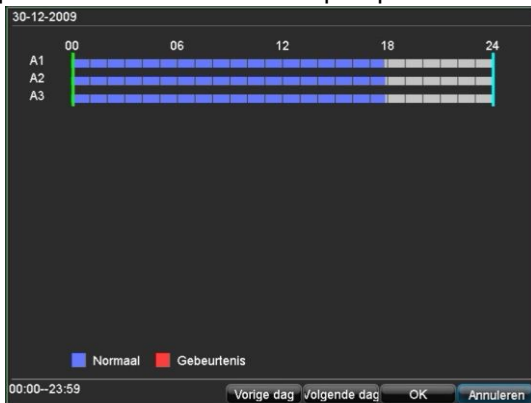 30-12-2009
00 06 12 18 24
A1
A2
A3
Normaal Gebeurtenis
00:00--23:59 Vorige dag Volgende dag OK Annuleren